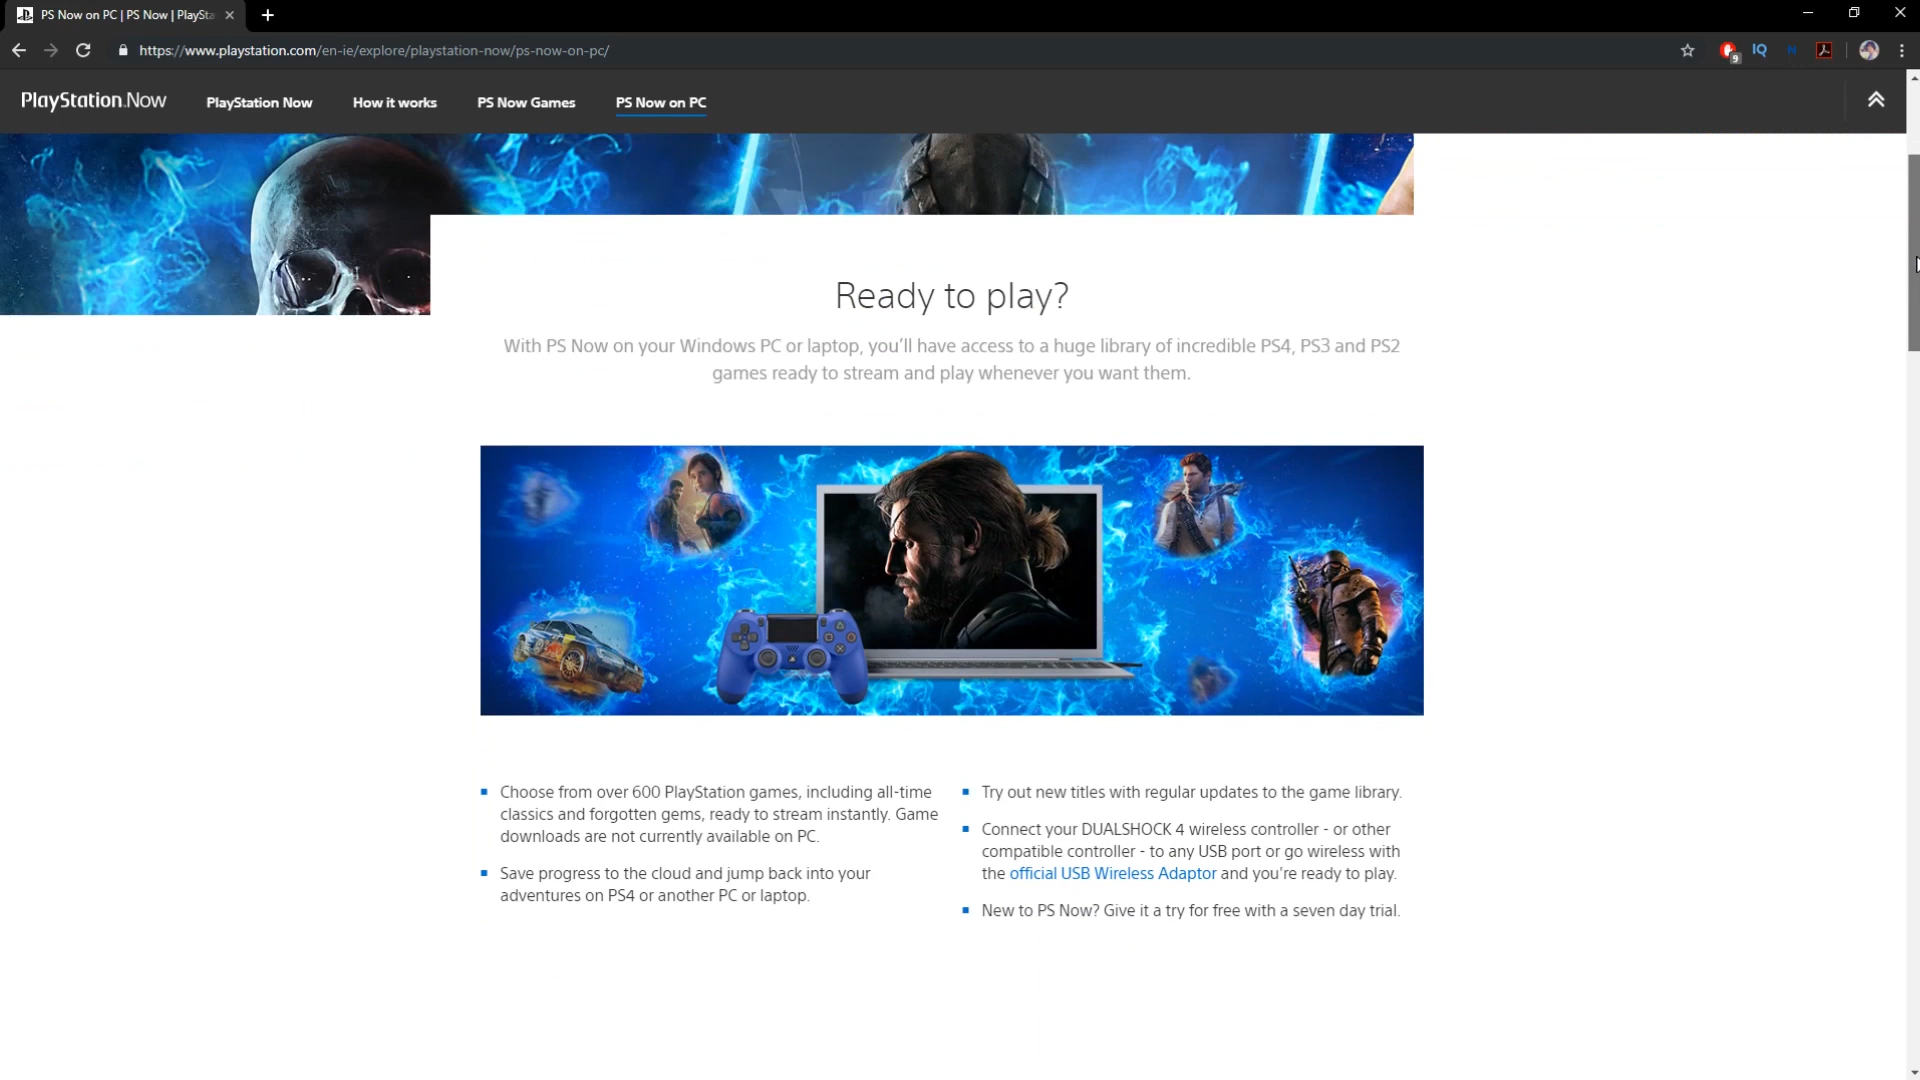 PS Now on PC | PS Now | PlaySta
https://www.playstation.com/en-ie/explore/playstation-now/ps-now-on-pc/
9
IQ
N
PlayStation.Now
PlayStation Now
How it works
PS Now Games
PS Now on PC
Ready to play?
With PS Now on your Windows PC or laptop, you’ll have access to a huge library of incredible PS4, PS3 and PS2
games ready to stream and play whenever you want them.
Choose from over 600 PlayStation games, including all-time
classics and forgotten gems, ready to stream instantly. Game
downloads are not currently available on PC.
Save progress to the cloud and jump back into your
adventures on PS4 or another PC or laptop.
Try out new titles with regular updates to the game library.
Connect your DUALSHOCK 4 wireless controller - or other
compatible controller - to any USB port or go wireless with
the official USB Wireless Adaptor and you're ready to play.
New to PS Now? Give it a try for free with a seven day trial.